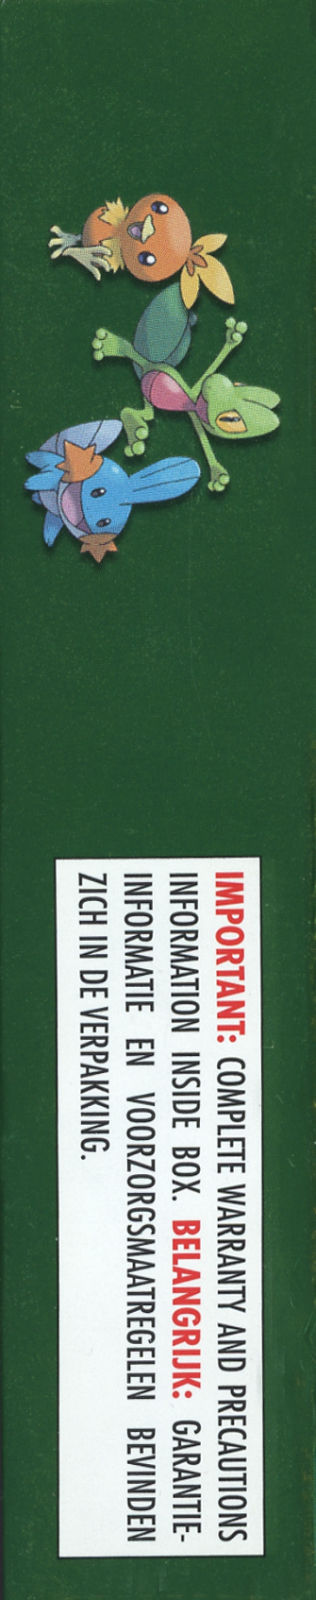 IMPORTANT: COMPLETE WARRANTY AND PRECAUTIONS
INFORMATION INSIDE BOX. BELANGRIJK: GARANTIE-
INFORMATIE EN VOORZORGSMAATREGELEN BEVINDEN
ZICH IN DE VERPAKKING.